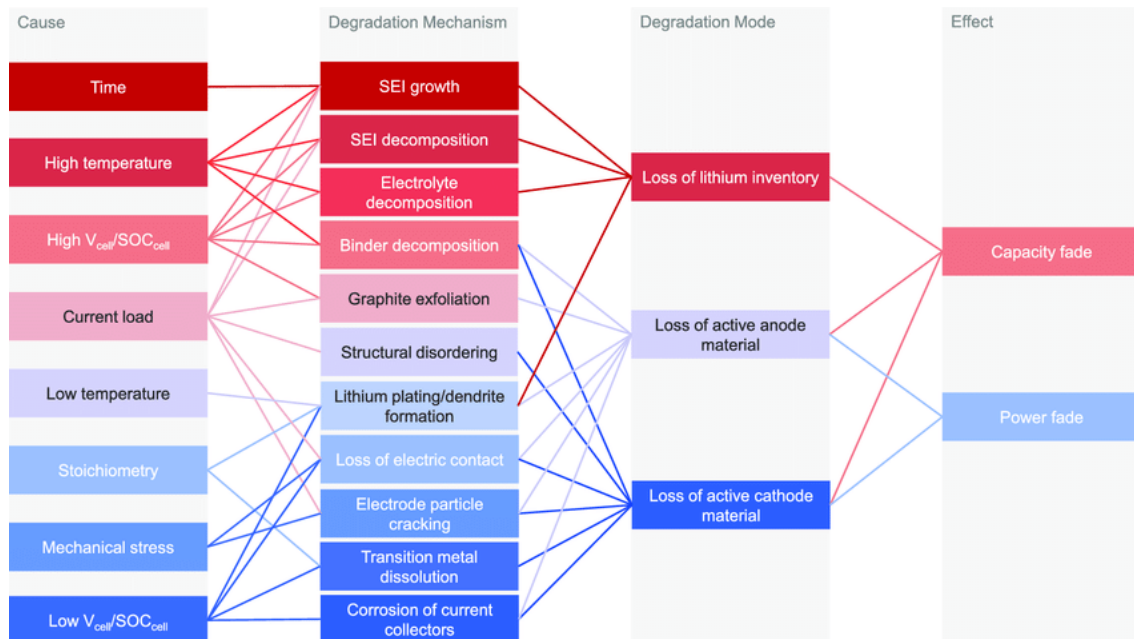 Cause
Time
High temperature
High Vcell/SOCcell
Current load
Low temperature
Stoichiometry
Mechanical stress
Low Vcell/SOCcell
Degradation Mechanism
SEI growth
SEI decomposition
Electrolyte
decomposition
Binder decomposition
Graphite exfoliation
Structural disordering
Lithium plating/dendrite
formation
Loss of electric contact
Electrode particle
cracking
Transition metal
dissolution
Corrosion of current
collectors
Degradation Mode
Loss of lithium inventory
Loss of active anode
material
Loss of active cathode
material
Effect
Capacity fade
Power fade